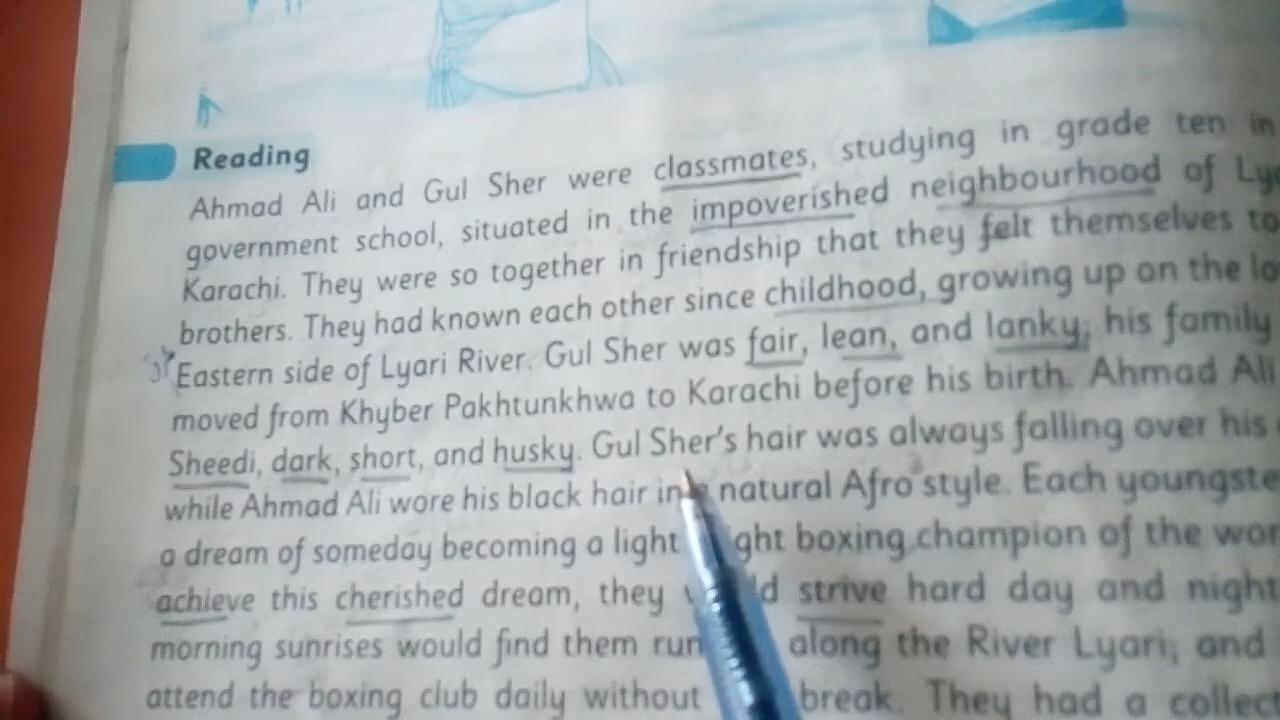 Reading
Ahmad Ali and Gul Sher were classmates, studying in grade ten in
government school, situated in the impoverished neighbourhood of
Karachi. They were so together in friendship that they felt themselves
brothers. They had known each other since childhood, growing up on the
Eastern side of Lyari River. Gul Sher was fair, lean, and lanky; his family
moved from Khyber Pakhtunkhwa to Karachi before his birth. Ahmad Ali
Sheedi, dark, short, and husky. Gul Sher's hair was always falling over his
while Ahmad Ali wore his black hair in natural Afro style. Each
a dream of someday becoming a light boxing champion of the
achieve this cherished dream, they strive hard day and night
morning sunrises would find them along the River Lyari; and
attend the boxing club daily without break. They had a